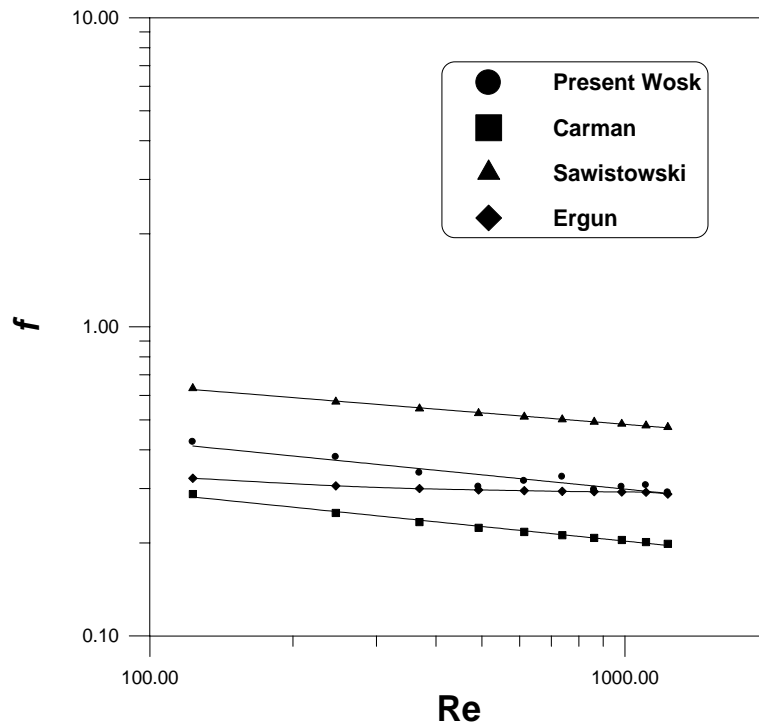 10.00
Present Wosk
Carman
Sawistowski
Ergun
f
1.00
0.10
100.00
1000.00
Re